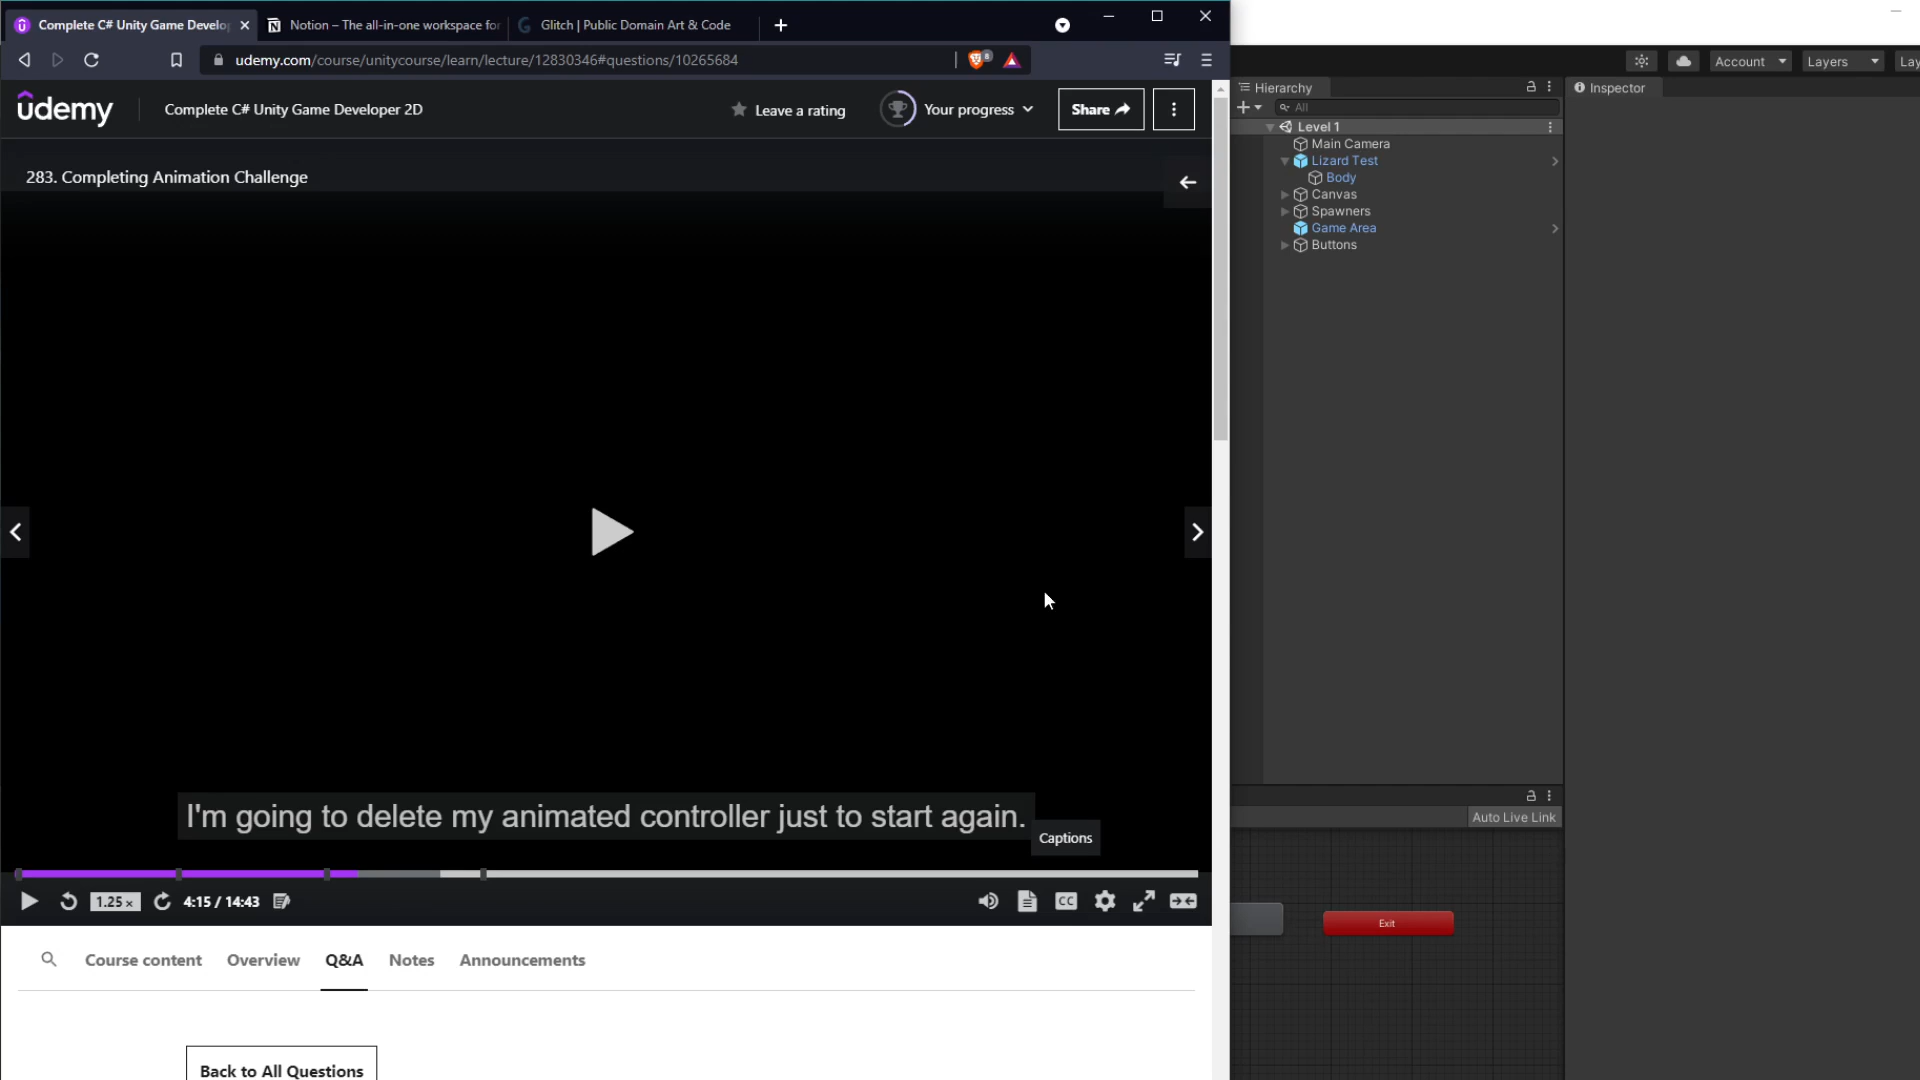 Complete C# Unity Game Develop
Notion – The all-in-one workspace for
Glitch | Public Domain Art & Code
udemy.com/course/unitycourse/learn/lecture/12830346#questions/10265684
8
Account
Layers
Lay
Hierarchy
Inspector
All
udemy
Complete C# Unity Game Developer 2D
Leave a rating
Your progress
Share
Level 1
Main Camera
Lizard Test
Body
Canvas
Spawners
Game Area
Buttons
283. Completing Animation Challenge
I'm going to delete my animated controller just to start again.
Captions
Auto Live Link
1.25x
4:15 / 14:43
CC
Exit
Course content
Overview
Q&A
Notes
Announcements
Back to All Questions